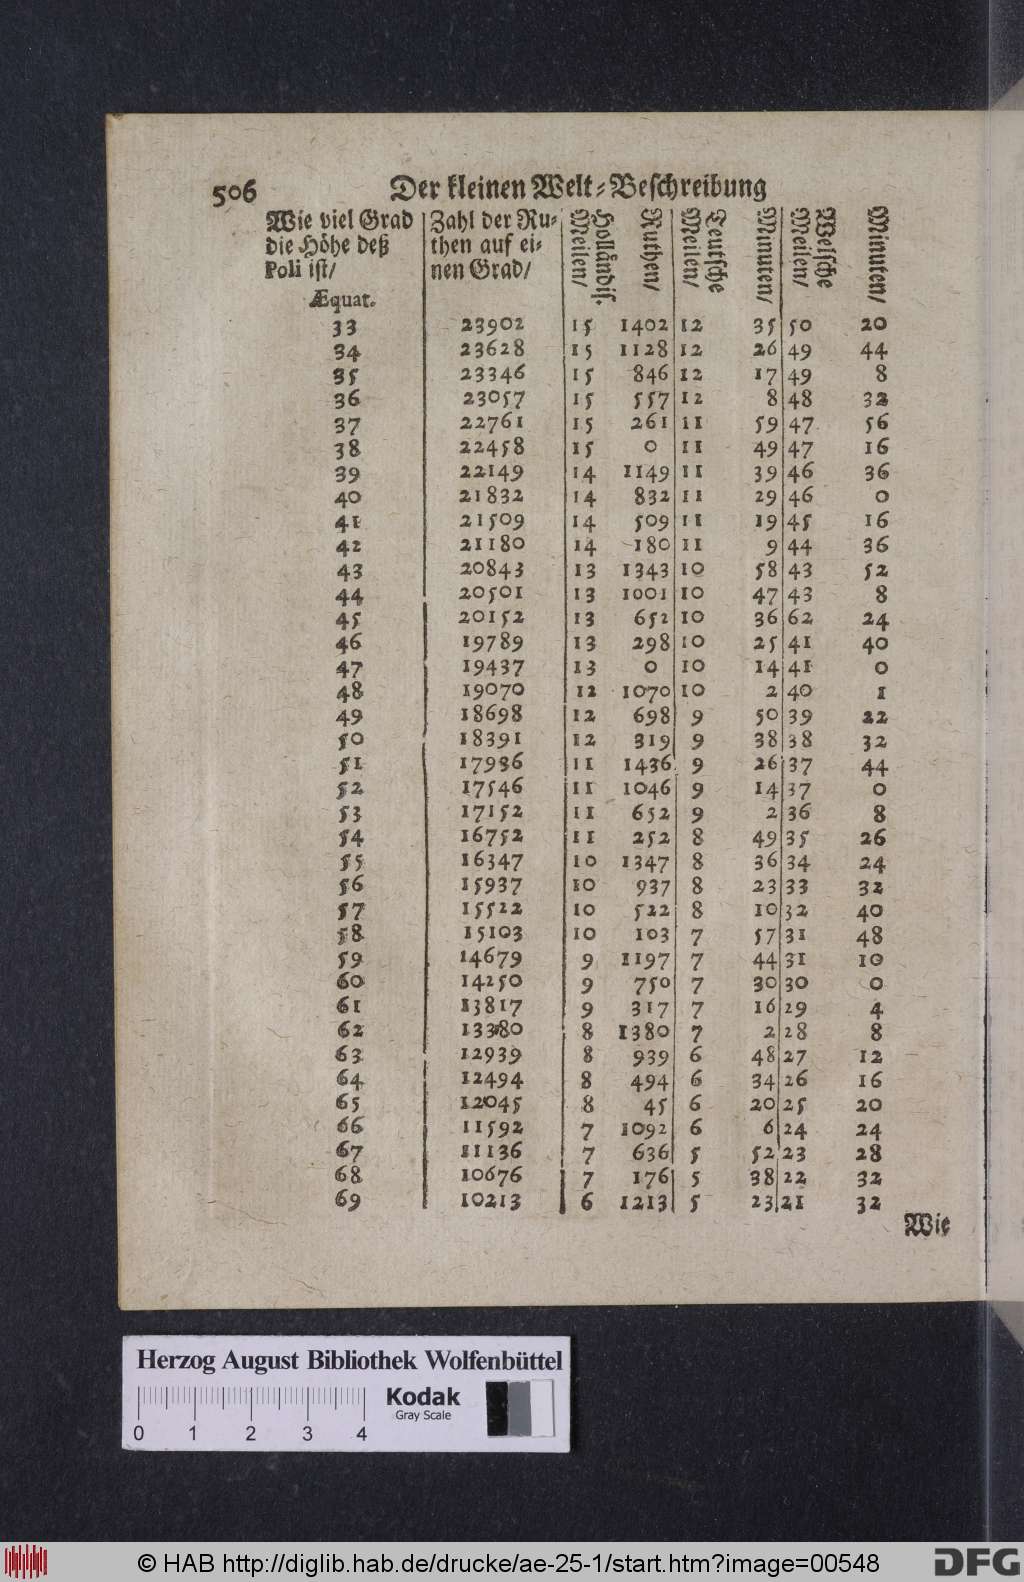 506 Der kleinen Welt-Beschreibung
Wie viel Grad die Höhe deß Poli ist/ Zahl der Ruthen auf einen Grad/ Holländis. Meilen/ Ruthen/ Teutsche Meilen/ Minuten/ Welsche Meilen/ Minuten/
Æquat.
33 23902 15 1402 12 35 50 20
34 23628 15 1128 12 26 49 44
35 23346 15 846 12 17 49 8
36 23057 15 557 12 8 48 32
37 22761 15 261 11 59 47 56
38 22458 15 0 11 49 47 16
39 22149 14 1149 11 39 46 36
40 21832 14 832 11 29 46 0
41 21509 14 509 11 19 45 16
42 21180 14 180 11 9 44 36
43 20843 13 1343 10 58 43 52
44 20501 13 1001 10 47 43 8
45 20152 13 652 10 36 62 24
46 19789 13 298 10 25 41 40
47 19437 13 0 10 14 41 0
48 19070 12 1070 10 2 40 1
49 18698 12 698 9 50 39 22
50 18391 12 319 9 38 38 32
51 17936 11 1436 9 26 37 44
52 17546 11 1046 9 14 37 0
53 17152 11 652 9 2 36 8
54 16752 11 252 8 49 35 26
55 16347 10 1347 8 36 34 24
56 15937 10 937 8 23 33 32
57 15522 10 522 8 10 32 40
58 15103 10 103 7 57 31 48
59 14679 9 1197 7 44 31 10
60 14250 9 750 7 30 30 0
61 13817 9 317 7 16 29 4
62 13380 8 1380 7 2 28 8
63 12939 8 939 6 48 27 12
64 12494 8 494 6 34 26 16
65 12045 8 45 6 20 25 20
66 11592 7 1092 6 6 24 24
67 11136 7 636 5 52 23 28
68 10676 7 176 5 38 22 32
69 10213 6 1213 5 23 21 32
Wie
Herzog August Bibliothek Wolfenbüttel
Kodak
Gray Scale
0 1 2 3 4
© HAB http://diglib.hab.de/drucke/ae-25-1/start.htm?image=00548 DFG